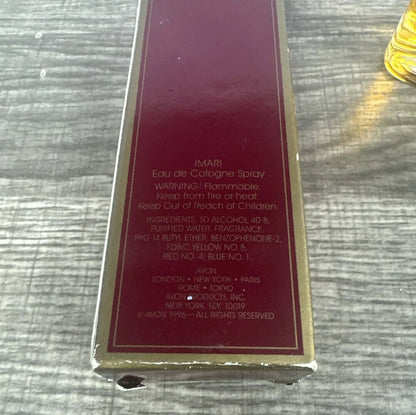 IMARI
Eau de Cologne Spray
WARNING! Flammable.
Keep from fire or heat.
Keep Out of Reach of Children.
INGREDIENTS: SD ALCOHOL 40-B,
PURIFIED WATER, FRAGRANCE,
PPG-14 BUTYL ETHER, BENZOPHENONE-2,
FD&C YELLOW NO. 5,
RED NO. 4, BLUE NO. 1.
AVON
LONDON • NEW YORK • PARIS
ROME • TOKYO
AVON PRODUCTS, INC.
NEW YORK, N.Y. 10019
© AVON 1996—ALL RIGHTS RESERVED